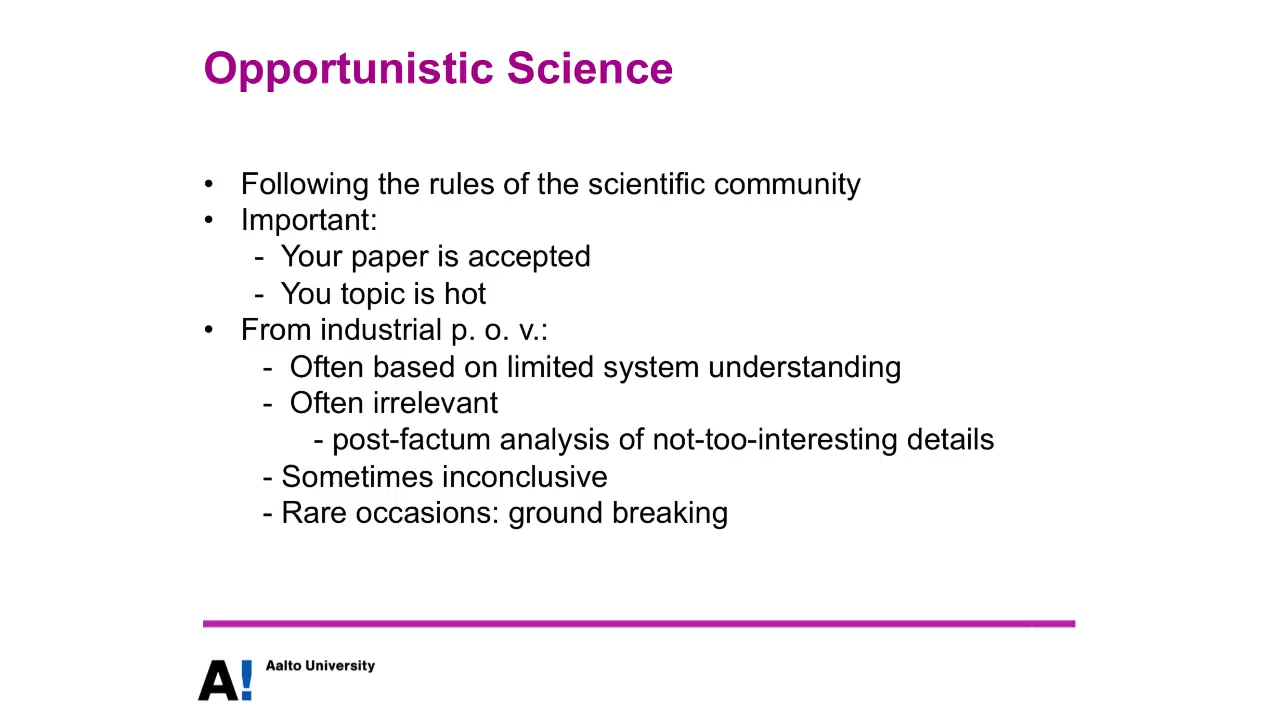 Opportunistic Science
• Following the rules of the scientific community
• Important:
- Your paper is accepted
- You topic is hot
• From industrial p. o. v.:
- Often based on limited system understanding
- Often irrelevant
- post-factum analysis of not-too-interesting details
- Sometimes inconclusive
- Rare occasions: ground breaking
A! Aalto University